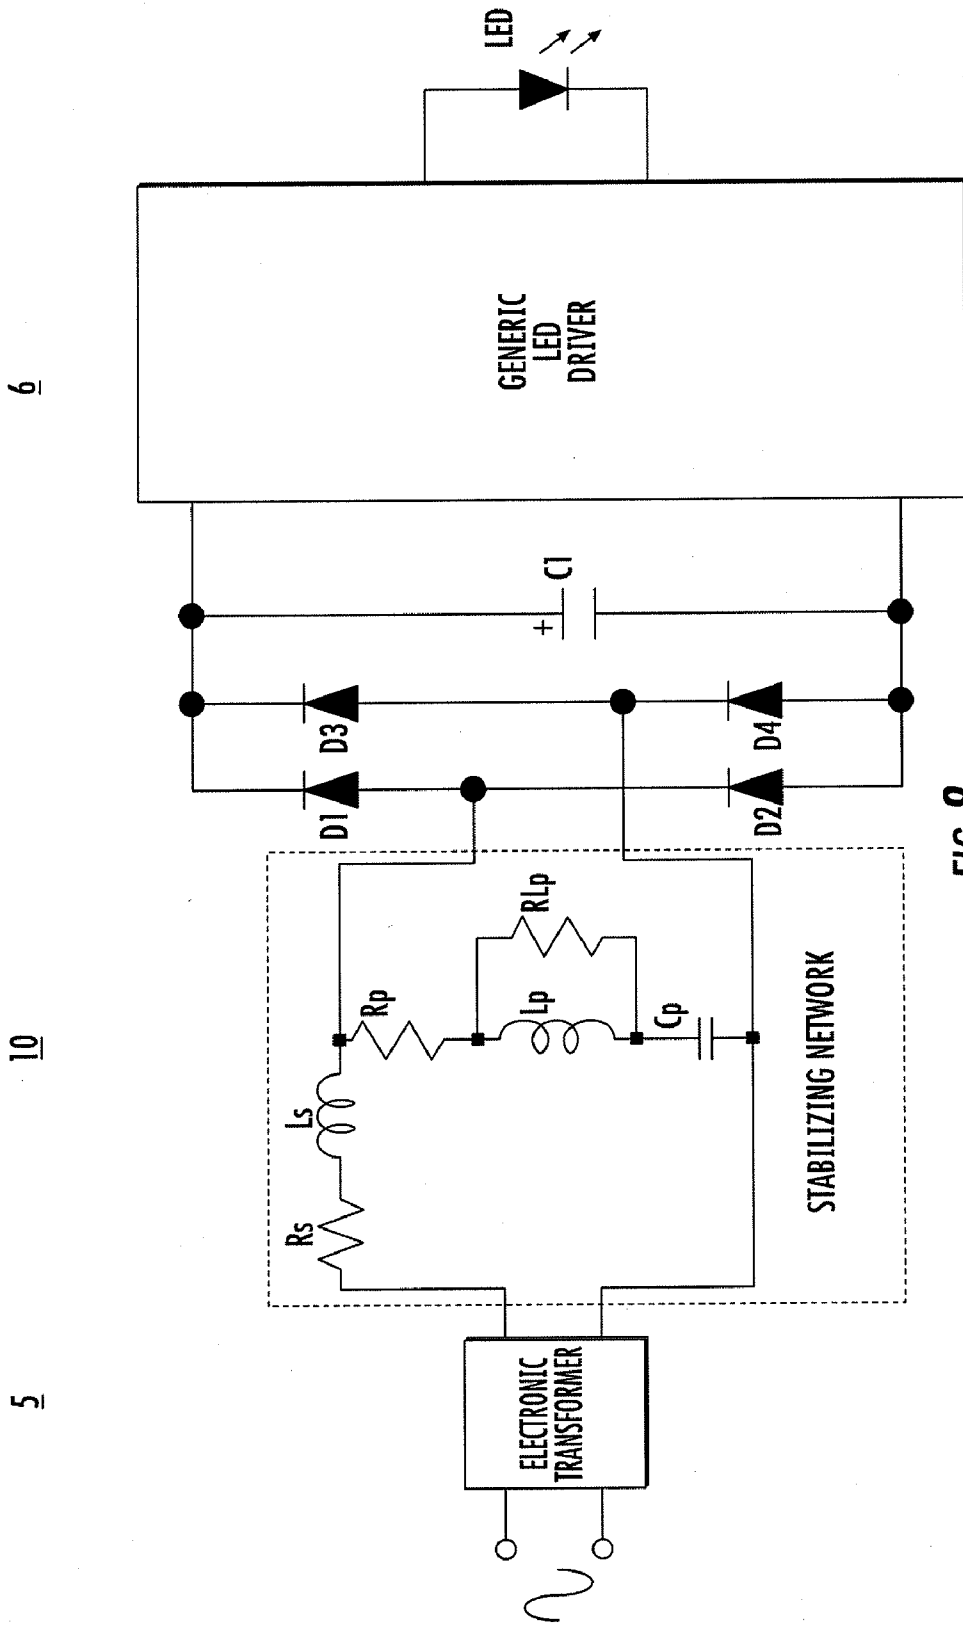 5
10
6
ELECTRONIC
TRANSFORMER
Rs
Ls
Rp
Lp
RLp
Cp
STABILIZING NETWORK
D1
D3
D2
D4
+
C1
GENERIC
LED
DRIVER
LED
FIG.